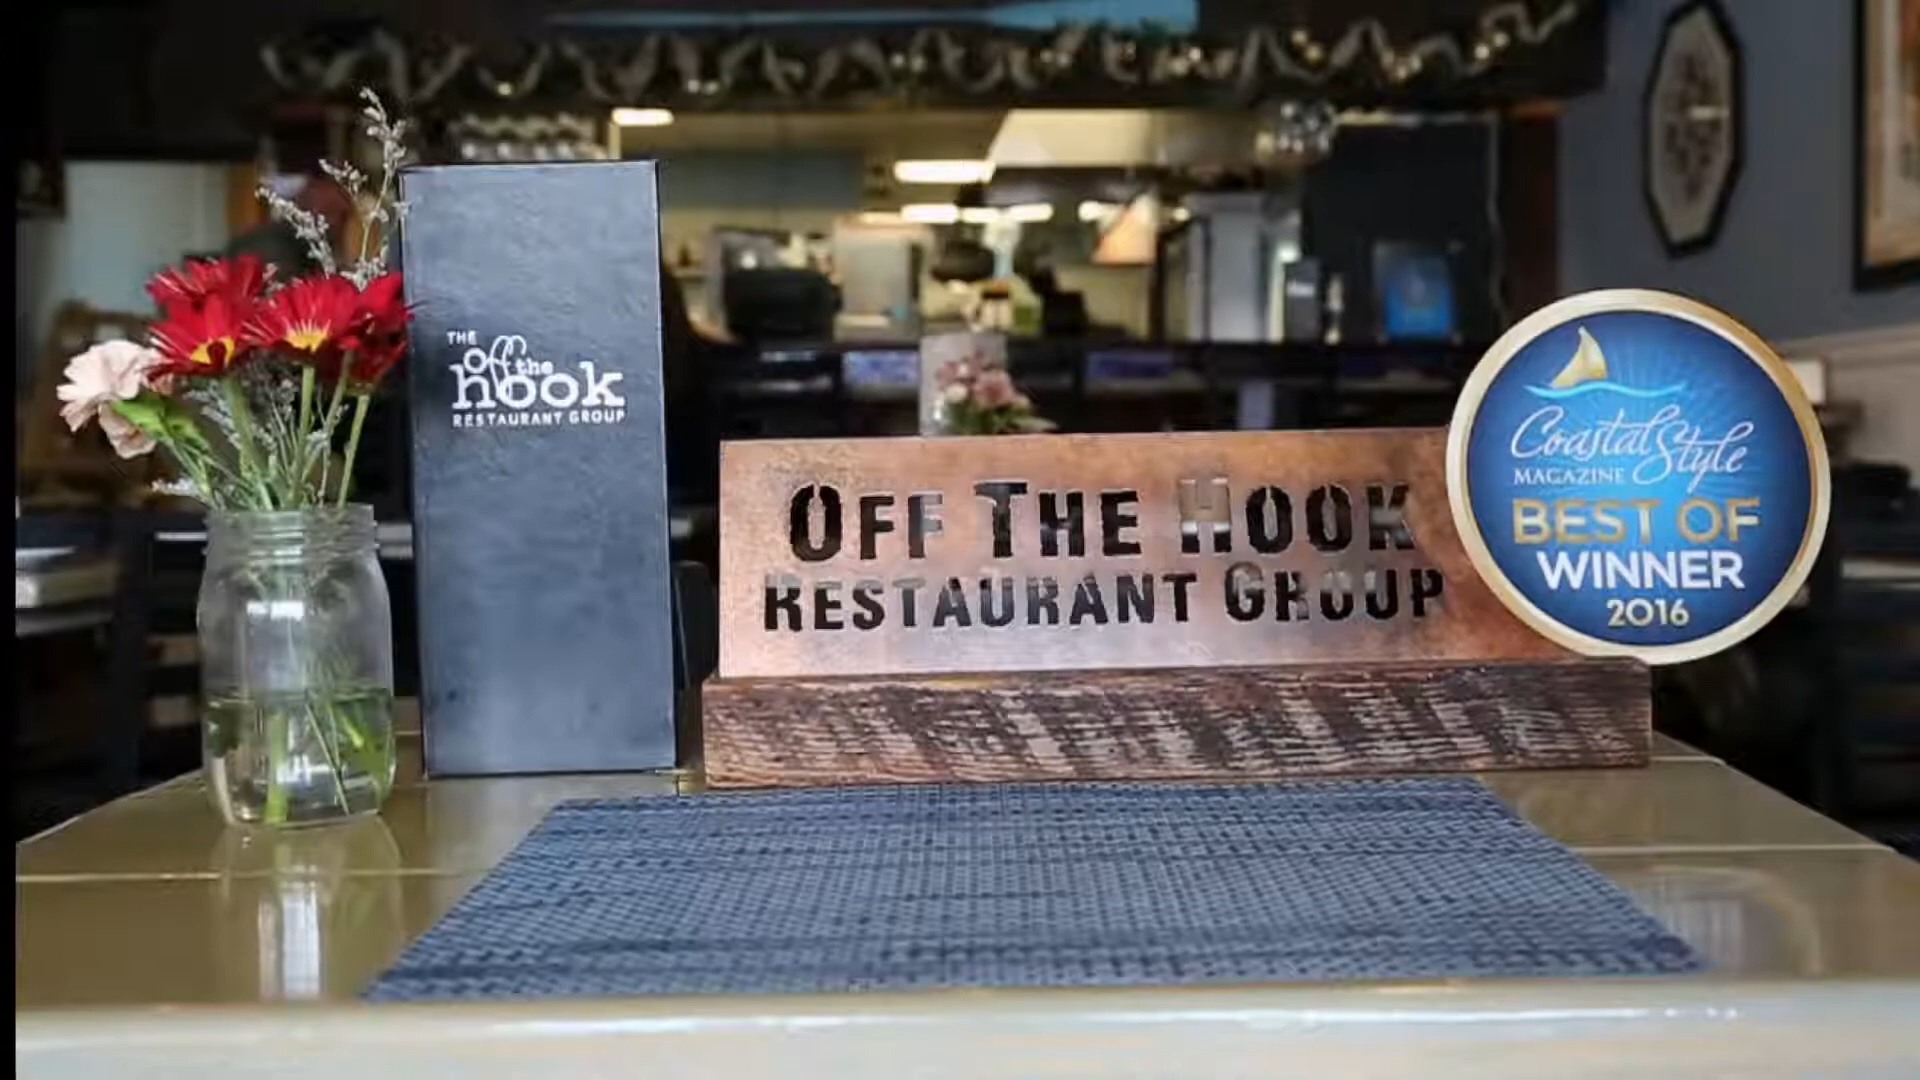 THE
off the
hook
RESTAURANT GROUP
OFF THE HOOK
RESTAURANT GROUP
Coastal Style
MAGAZINE
BEST OF
WINNER
2016